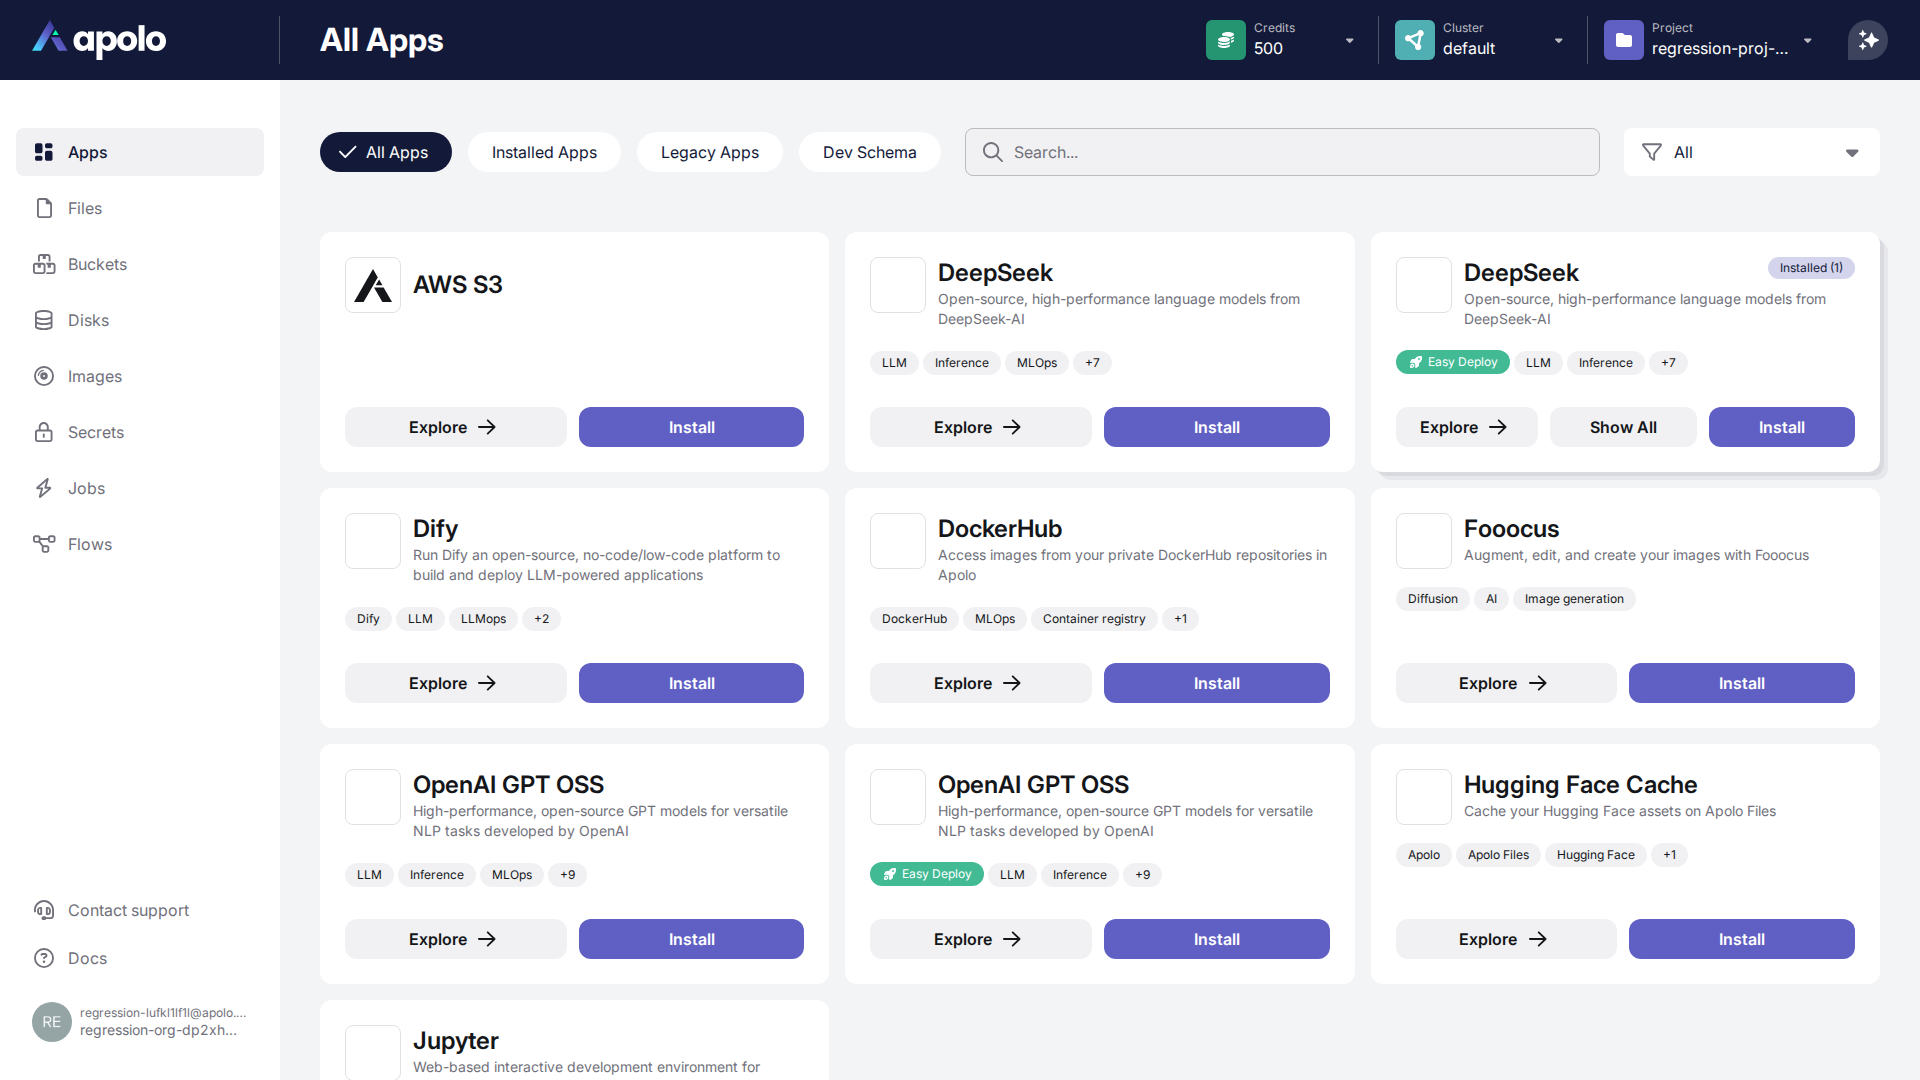 apolo
All Apps
Credits
500
Cluster
default
Project
regression-proj-...
Apps
Files
Buckets
Disks
Images
Secrets
Jobs
Flows
Contact support
Docs
RE
regression-lufkl1lf1l@apolo....
regression-org-dp2xh...
All Apps
Installed Apps
Legacy Apps
Dev Schema
Search...
All
AWS S3
Explore
Install
DeepSeek
Open-source, high-performance language models from
DeepSeek-AI
LLM
Inference
MLOps
+7
Explore
Install
DeepSeek
Installed (1)
Open-source, high-performance language models from
DeepSeek-AI
Easy Deploy
LLM
Inference
+7
Explore
Show All
Install
Dify
Run Dify an open-source, no-code/low-code platform to
build and deploy LLM-powered applications
Dify
LLM
LLMops
+2
Explore
Install
DockerHub
Access images from your private DockerHub repositories in
Apolo
DockerHub
MLOps
Container registry
+1
Explore
Install
Fooocus
Augment, edit, and create your images with Fooocus
Diffusion
AI
Image generation
Explore
Install
OpenAI GPT OSS
High-performance, open-source GPT models for versatile
NLP tasks developed by OpenAI
LLM
Inference
MLOps
+9
Explore
Install
OpenAI GPT OSS
High-performance, open-source GPT models for versatile
NLP tasks developed by OpenAI
Easy Deploy
LLM
Inference
+9
Explore
Install
Hugging Face Cache
Cache your Hugging Face assets on Apolo Files
Apolo
Apolo Files
Hugging Face
+1
Explore
Install
Jupyter
Web-based interactive development environment for